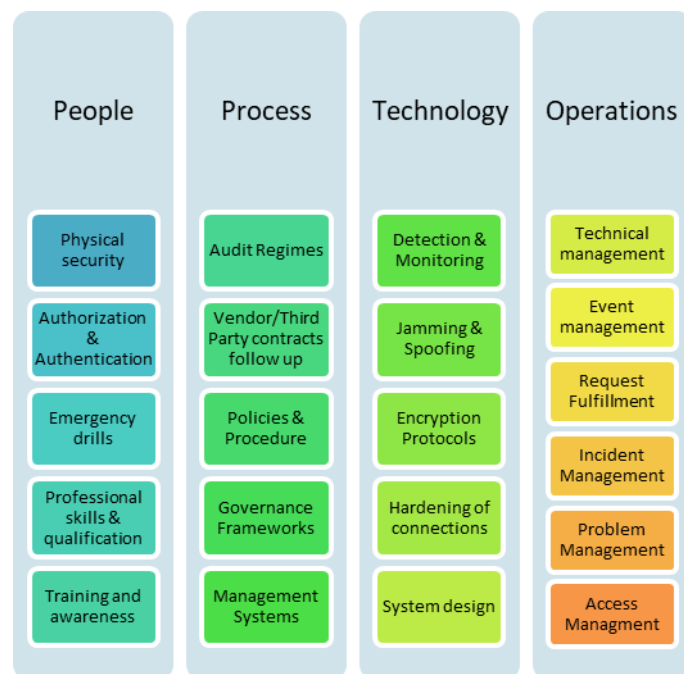 People
Physical
security
Authorization
&
Authentication
Emergency
drills
Professional
skills &
qualification
Training and
awareness
Process
Audit Regimes
Vendor/Third
Party contracts
follow up
Policies &
Procedure
Governance
Frameworks
Management
Systems
Technology
Detection &
Monitoring
Jamming &
Spoofing
Encryption
Protocols
Hardening of
connections
System design
Operations
Technical
management
Event
management
Request
Fulfillment
Incident
Management
Problem
Management
Access
Managment